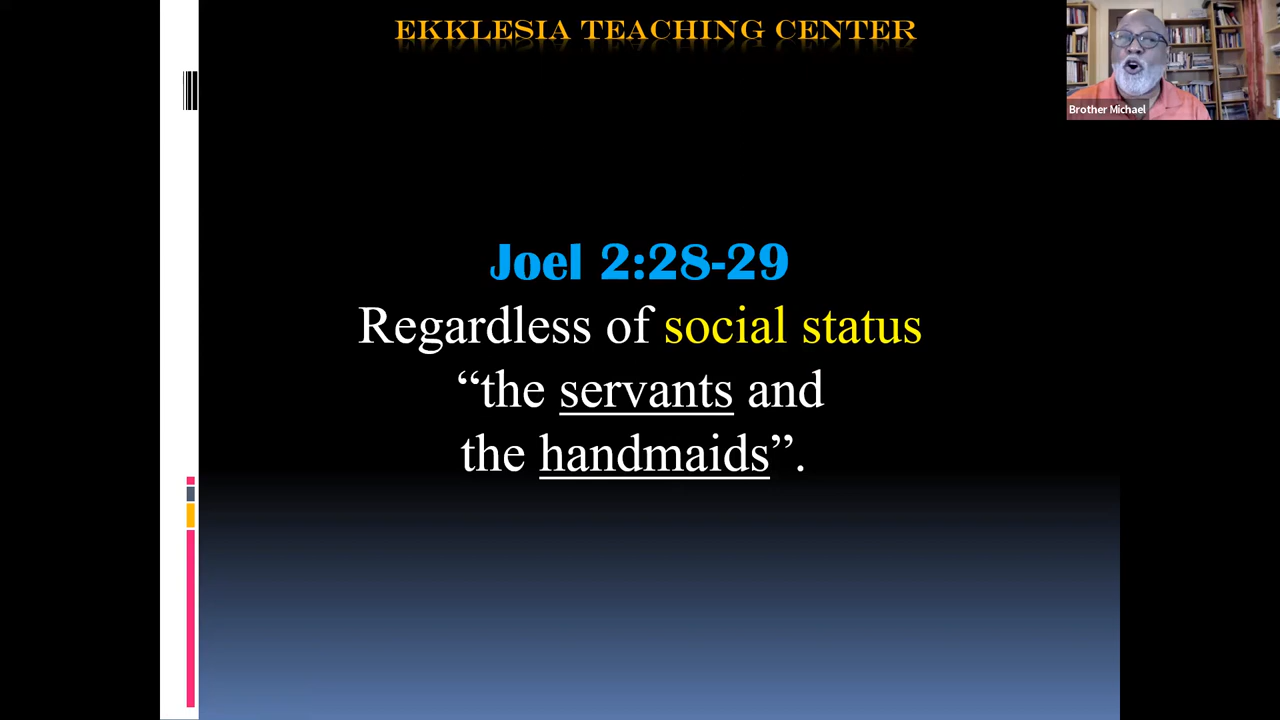 EKKLESIA TEACHING CENTER
Brother Michael
Joel 2:28-29
Regardless of social status
“the servants and
the handmaids”.